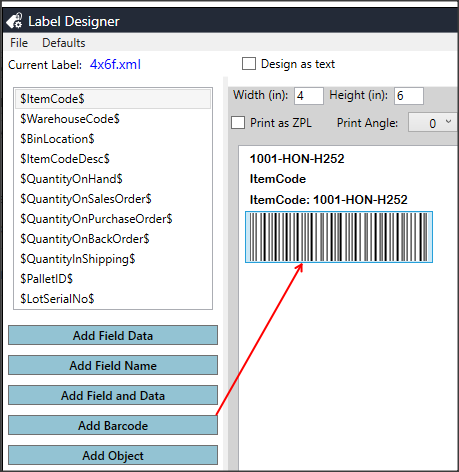 Label Designer
File Defaults
Current Label: 4x6f.xml
Design as text
$ItemCode$
$WarehouseCode$
$BinLocation$
$ItemCodeDesc$
$QuantityOnHand$
$QuantityOnSalesOrder$
$QuantityOnPurchaseOrder$
$QuantityOnBackOrder$
$QuantityInShipping$
$PalletID$
$LotSerialNo$
Add Field Data
Add Field Name
Add Field and Data
Add Barcode
Add Object
Width (in): 4 Height (in): 6
Print as ZPL Print Angle: 0
1001-HON-H252
ItemCode
ItemCode: 1001-HON-H252